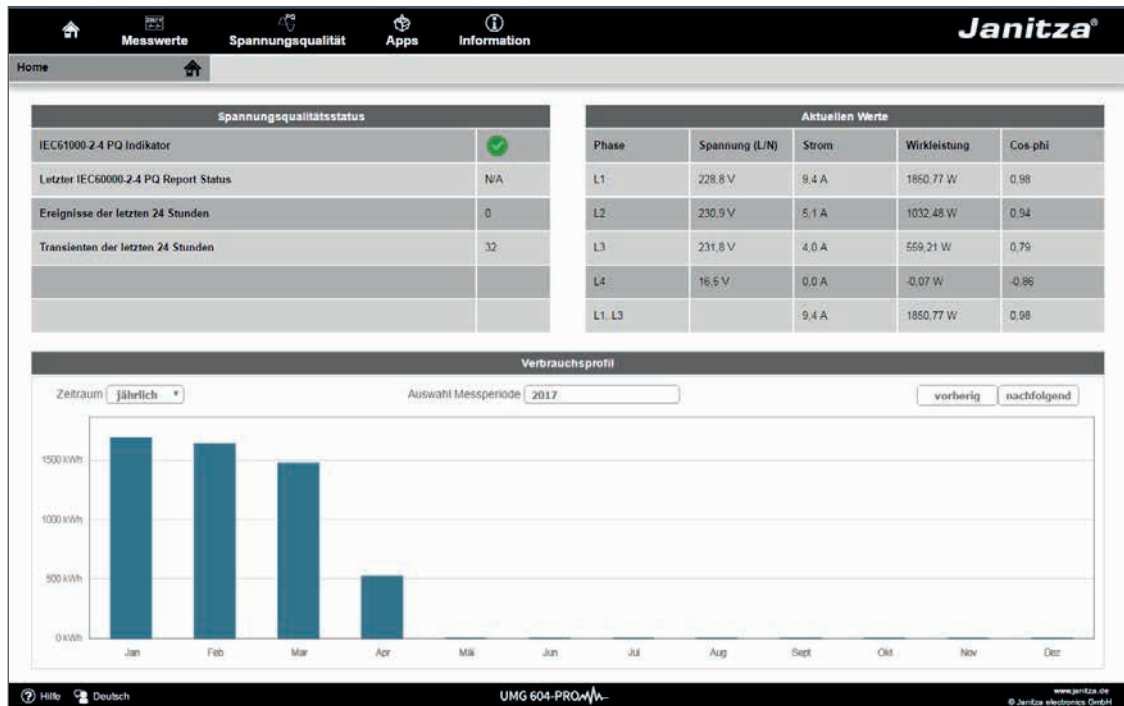 Messwerte Spannungsqualität Apps Information Janitza®
Home
Spannungsqualitätsstatus
IEC61000-2-4 PQ Indikator
Letzter IEC60000-2-4 PQ Report Status N/A
Ereignisse der letzten 24 Stunden 0
Transienten der letzten 24 Stunden 32
Aktuellen Werte
Phase Spannung (L/N) Strom Wirkleistung Cos-phi
L1 228,8 V 9,4 A 1850,77 W 0,98
L2 230,9 V 5,1 A 1032,48 W 0,94
L3 231,8 V 4,0 A 559,21 W 0,79
L4 16,5 V 0,0 A -0,07 W -0,86
L1..L3 9,4 A 1850,77 W 0,98
Verbrauchsprofil
Zeitraum jährlich Auswahl Messperiode 2017 vorherig nachfolgend
1500 kWh
1000 kWh
500 kWh
0 kWh
Jan Feb Mar Apr Mai Jun Jul Aug Sept Okt Nov Dez
Hilfe Deutsch UMG 604-PRO www.janitza.de
© Janitza electronics GmbH